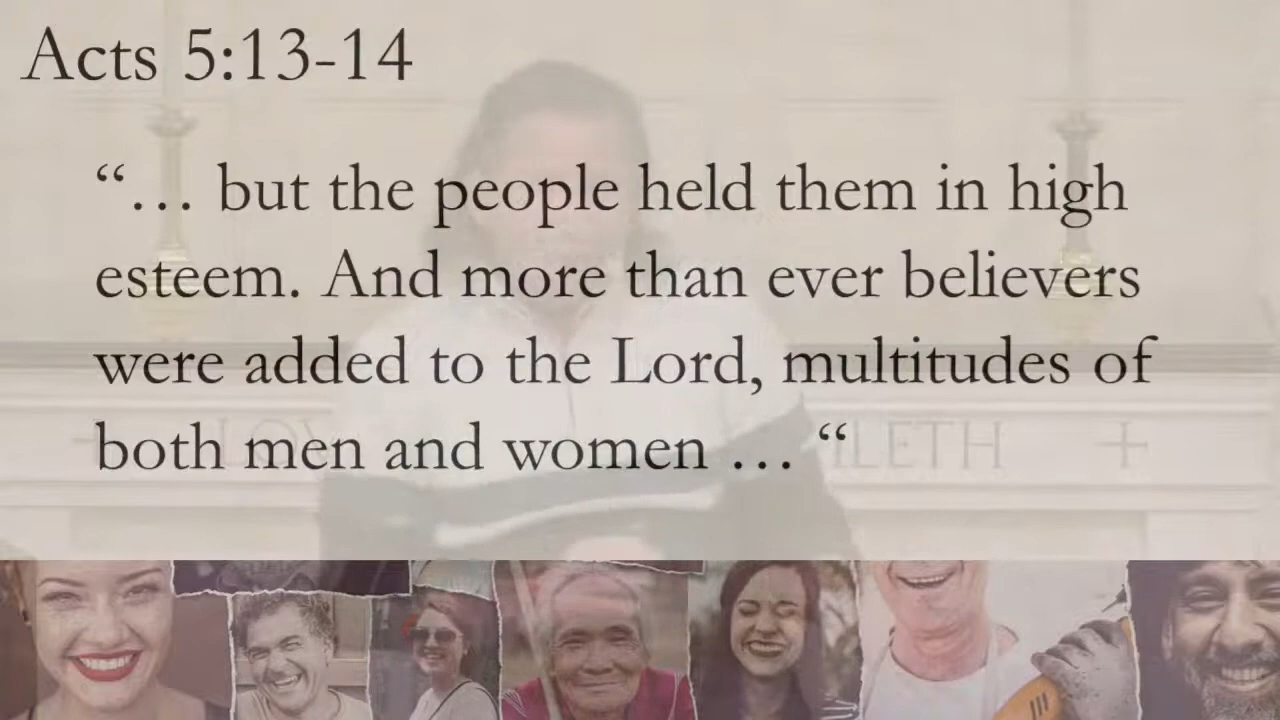 Acts 5:13-14
“… but the people held them in high
esteem. And more than ever believers
were added to the Lord, multitudes of
both men and women … “